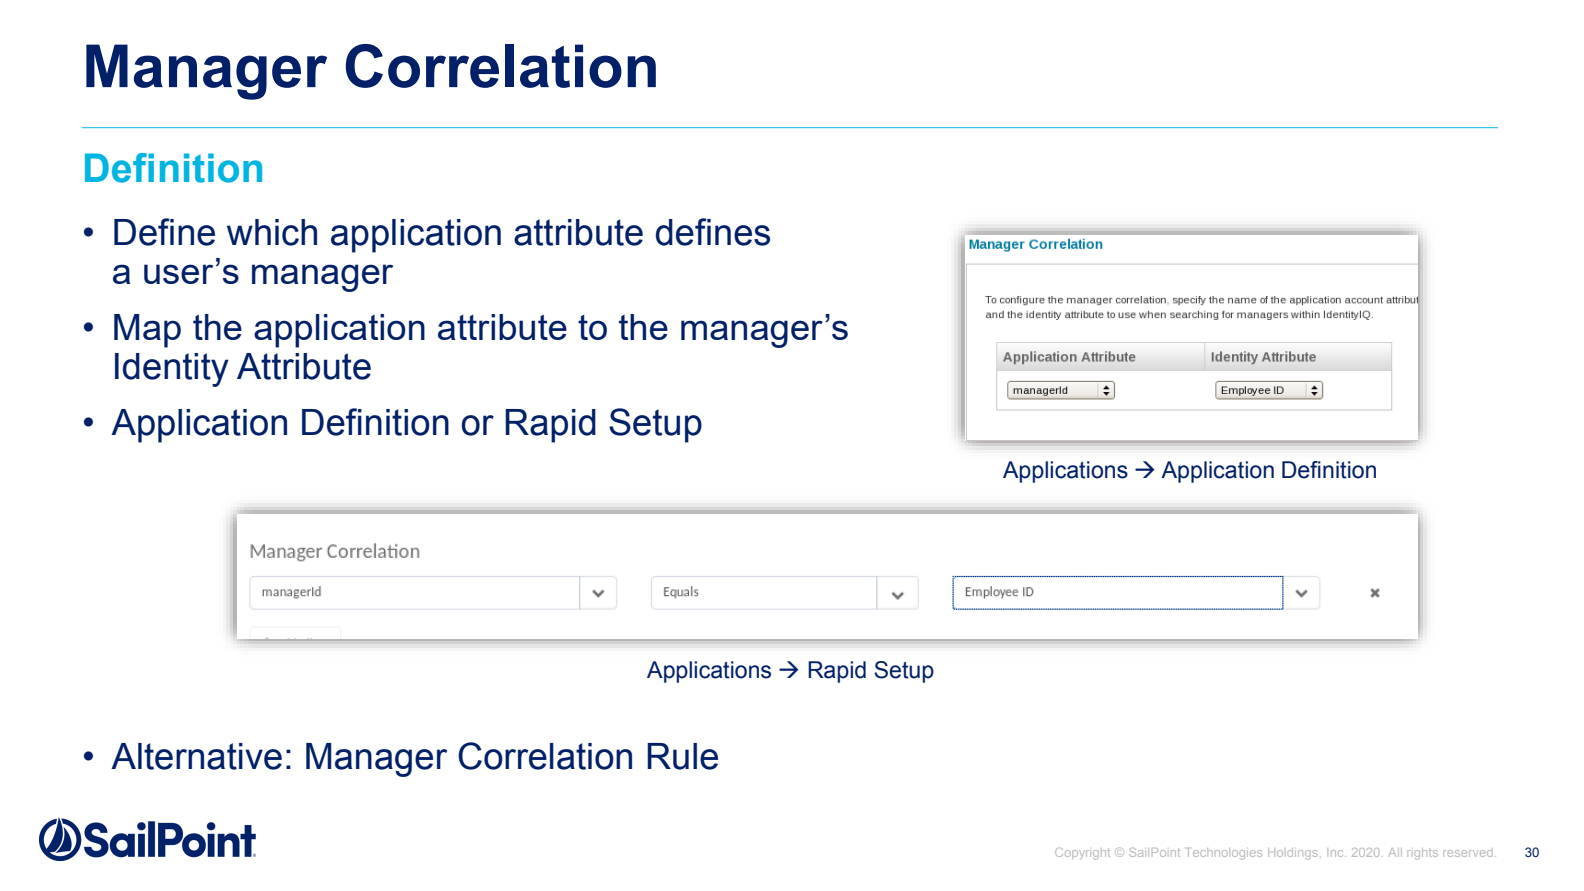 Manager Correlation
Definition
• Define which application attribute defines
a user’s manager
• Map the application attribute to the manager’s
Identity Attribute
• Application Definition or Rapid Setup
Manager Correlation
To configure the manager correlation, specify the name of the application account attribut
and the identity attribute to use when searching for managers within IdentityIQ.
Application Attribute Identity Attribute
managerId Employee ID
Applications → Application Definition
Manager Correlation
managerId Equals Employee ID
Applications → Rapid Setup
• Alternative: Manager Correlation Rule
SailPoint
Copyright © SailPoint Technologies Holdings, Inc. 2020. All rights reserved. 30